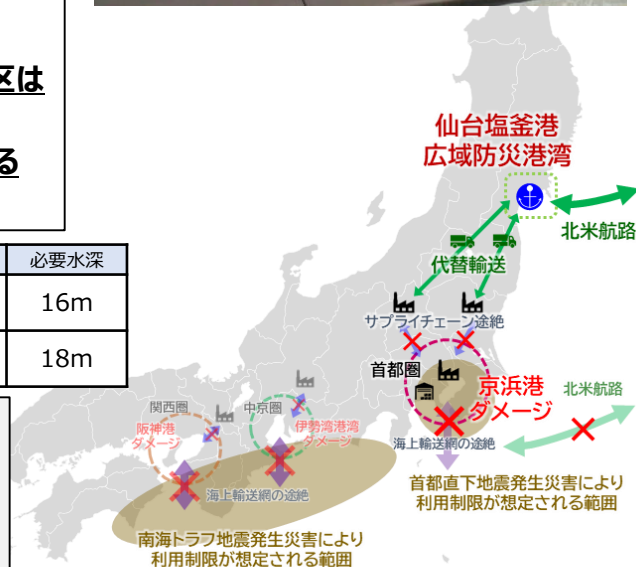 区は
る
必要水深
16m
18m
仙台塩釜港
広域防災港湾
北米航路
代替輸送
サプライチェーン途絶
首都圏
京浜港
ダメージ
北米航路
海上輸送網の途絶
首都直下地震発生災害により
利用制限が想定される範囲
関西圏
中京圏
阪神港
ダメージ
伊勢湾港湾
ダメージ
海上輸送網の途絶
南海トラフ地震発生災害により
利用制限が想定される範囲